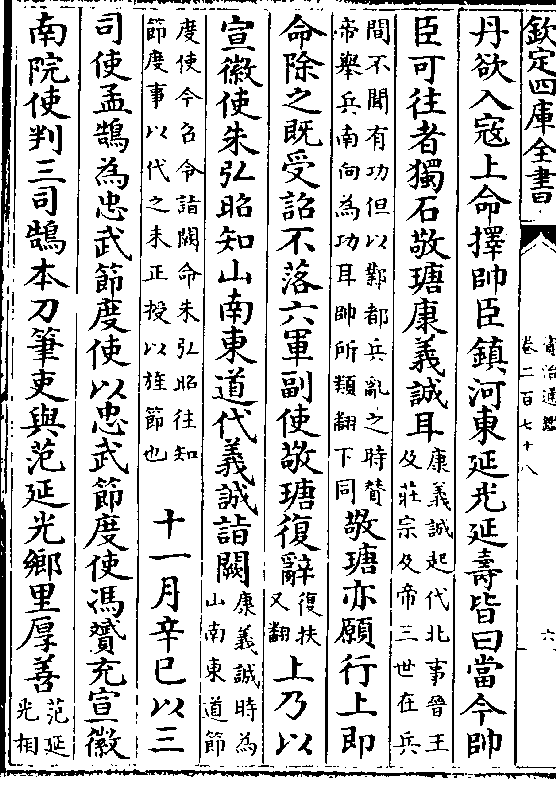 欽定四庫全書
資治通鑑
卷二百七十八
六
丹欲入寇上命擇帥臣鎮河東延光延壽皆曰當今帥
臣可往者獨石敬瑭康義誠耳康義誠起代北事晉王及莊宗及帝三世在兵
間不聞有功但以鄴都兵亂之時贊帝舉兵南向為功耳帥所類翻下同敬瑭亦願行上即
命除之既受詔不落六軍副使敬瑭復辭復扶又翻上乃以
宣徽使朱弘昭知山南東道代義誠詣闕康義誠時為山南東道節
度使今召令詣闕命朱弘昭往知節度事以代之未正授以旌節也十一月辛巳以三
司使孟鵠為忠武節度使以忠武節度使馮贇充宣徽
南院使判三司鵠本刀筆吏與范延光鄉里厚善范延光相